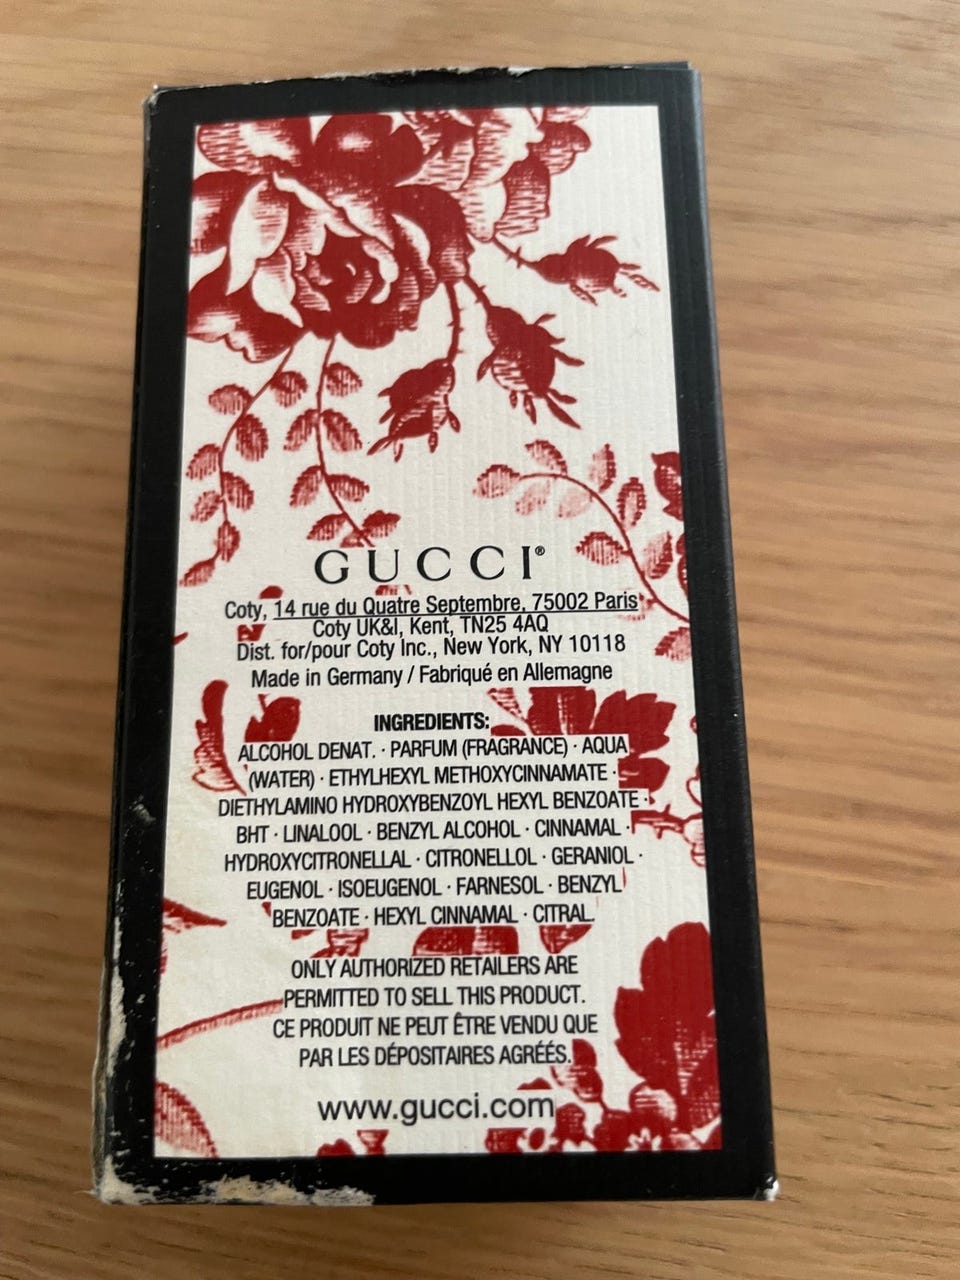 GUCCI®
Coty, 14 rue du Quatre Septembre, 75002 Paris
Coty UK&I, Kent, TN25 4AQ
Dist. for/pour Coty Inc., New York, NY 10118
Made in Germany / Fabriqué en Allemagne
INGREDIENTS:
ALCOHOL DENAT. · PARFUM (FRAGRANCE) · AQUA
(WATER) · ETHYLHEXYL METHOXYCINNAMATE ·
DIETHYLAMINO HYDROXYBENZOYL HEXYL BENZOATE ·
BHT · LINALOOL · BENZYL ALCOHOL · CINNAMAL ·
HYDROXYCITRONELLAL · CITRONELLOL · GERANIOL ·
EUGENOL · ISOEUGENOL · FARNESOL · BENZYL
BENZOATE · HEXYL CINNAMAL · CITRAL.
ONLY AUTHORIZED RETAILERS ARE
PERMITTED TO SELL THIS PRODUCT.
CE PRODUIT NE PEUT ÊTRE VENDU QUE
PAR LES DÉPOSITAIRES AGRÉÉS.
www.gucci.com